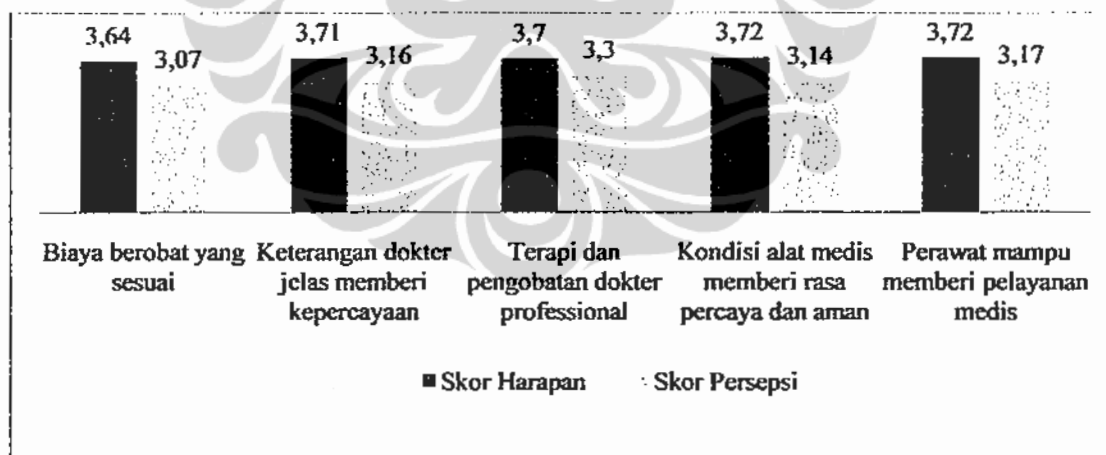 3,64 3,07 3,71 3,16 3,7 3,3 3,72 3,14 3,72 3,17
Biaya berobat yang sesuai
Keterangan dokter jelas memberi kepercayaan
Terapi dan pengobatan dokter professional
Kondisi alat medis memberi rasa percaya dan aman
Perawat mampu memberi pelayanan medis
Skor Harapan Skor Persepsi